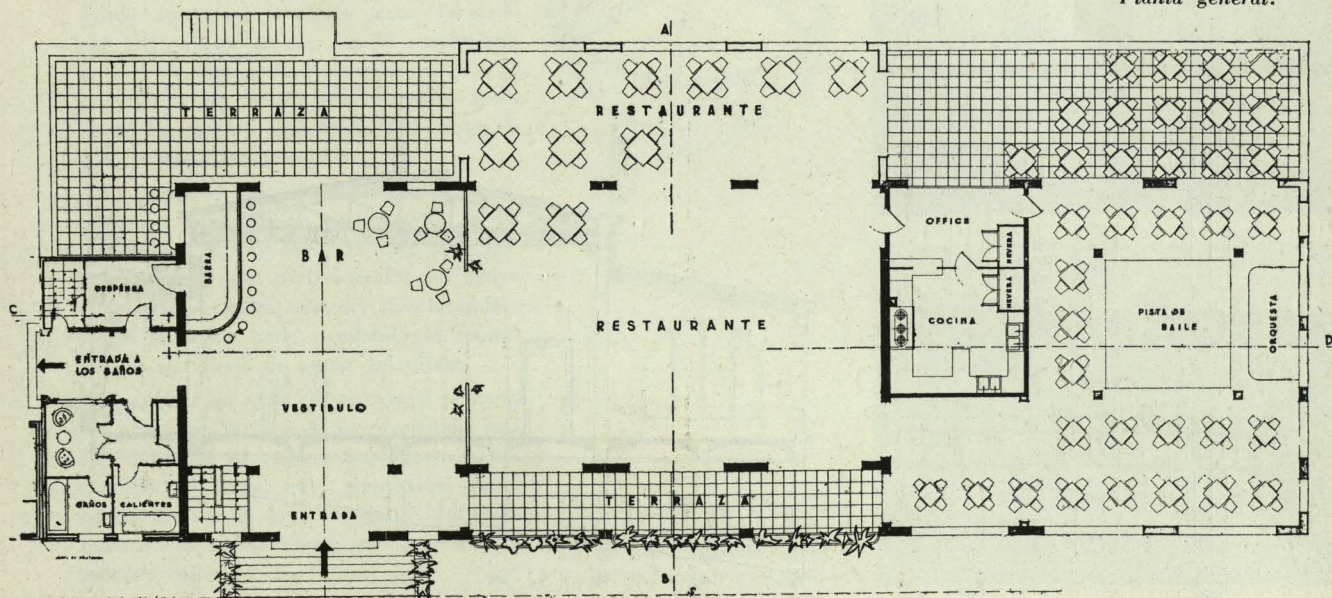 Planta general.
A
TERRAZA
RESTAURANTE
BARRA
BAR
OFFICE
NEVERA
NEVERA
DESPENSA
C
COCINA
RESTAURANTE
PISTA DE
BAILE
ORQUESTA
D
ENTRADA A
LOS BAÑOS
VESTIBULO
BAÑOS
CALIENTES
ENTRADA
TERRAZA
B
S